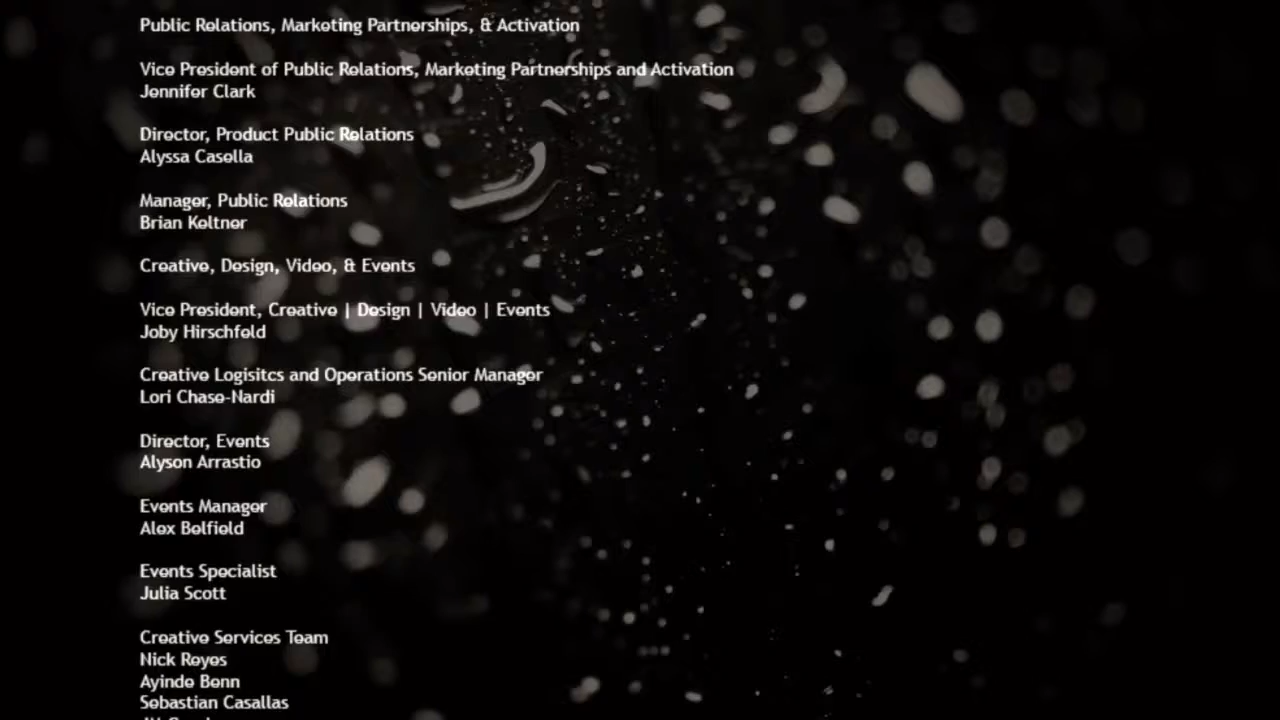 Public Relations, Marketing Partnerships, & Activation
Vice President of Public Relations, Marketing Partnerships and Activation
Jennifer Clark
Director, Product Public Relations
Alyssa Casella
Manager, Public Relations
Brian Keltner
Creative, Design, Video, & Events
Vice President, Creative | Design | Video | Events
Joby Hirschfeld
Creative Logisitcs and Operations Senior Manager
Lori Chase-Nardi
Director, Events
Alyson Arrastio
Events Manager
Alex Belfield
Events Specialist
Julia Scott
Creative Services Team
Nick Reyes
Ayinde Benn
Sebastian Casallas